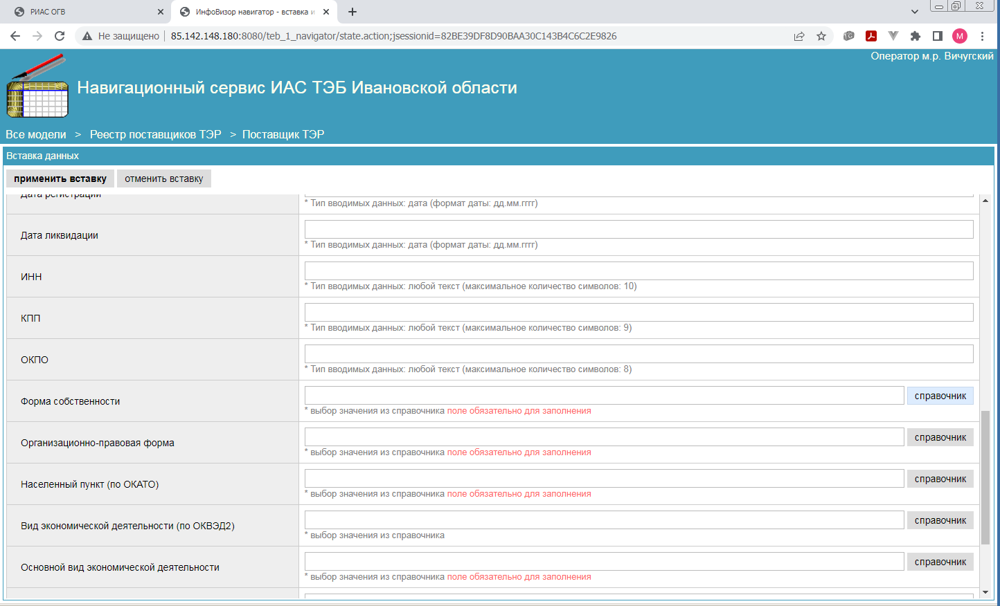 РИАС ОГВ
ИнфоВизор навигатор - вставка и
Не защищено
85.142.148.180:8080/teb_1_navigator/state.action;jsessionid=82BE39DF8D90BAA30C143B4C6C2E9826
M
Оператор м.р. Вичугский
Навигационный сервис ИАС ТЭБ Ивановской области
Все модели > Реестр поставщиков ТЭР > Поставщик ТЭР
Вставка данных
применить вставку отменить вставку
Дата регистрации
* Тип вводимых данных: дата (формат даты: дд.мм.гггг)
Дата ликвидации
* Тип вводимых данных: дата (формат даты: дд.мм.гггг)
ИНН
* Тип вводимых данных: любой текст (максимальное количество символов: 10)
КПП
* Тип вводимых данных: любой текст (максимальное количество символов: 9)
ОКПО
* Тип вводимых данных: любой текст (максимальное количество символов: 8)
Форма собственности
справочник
* выбор значения из справочника поле обязательно для заполнения
Организационно-правовая форма
справочник
* выбор значения из справочника поле обязательно для заполнения
Населенный пункт (по ОКАТО)
справочник
* выбор значения из справочника поле обязательно для заполнения
Вид экономической деятельности (по ОКВЭД2)
справочник
* выбор значения из справочника
Основной вид экономической деятельности
справочник
* выбор значения из справочника поле обязательно для заполнения